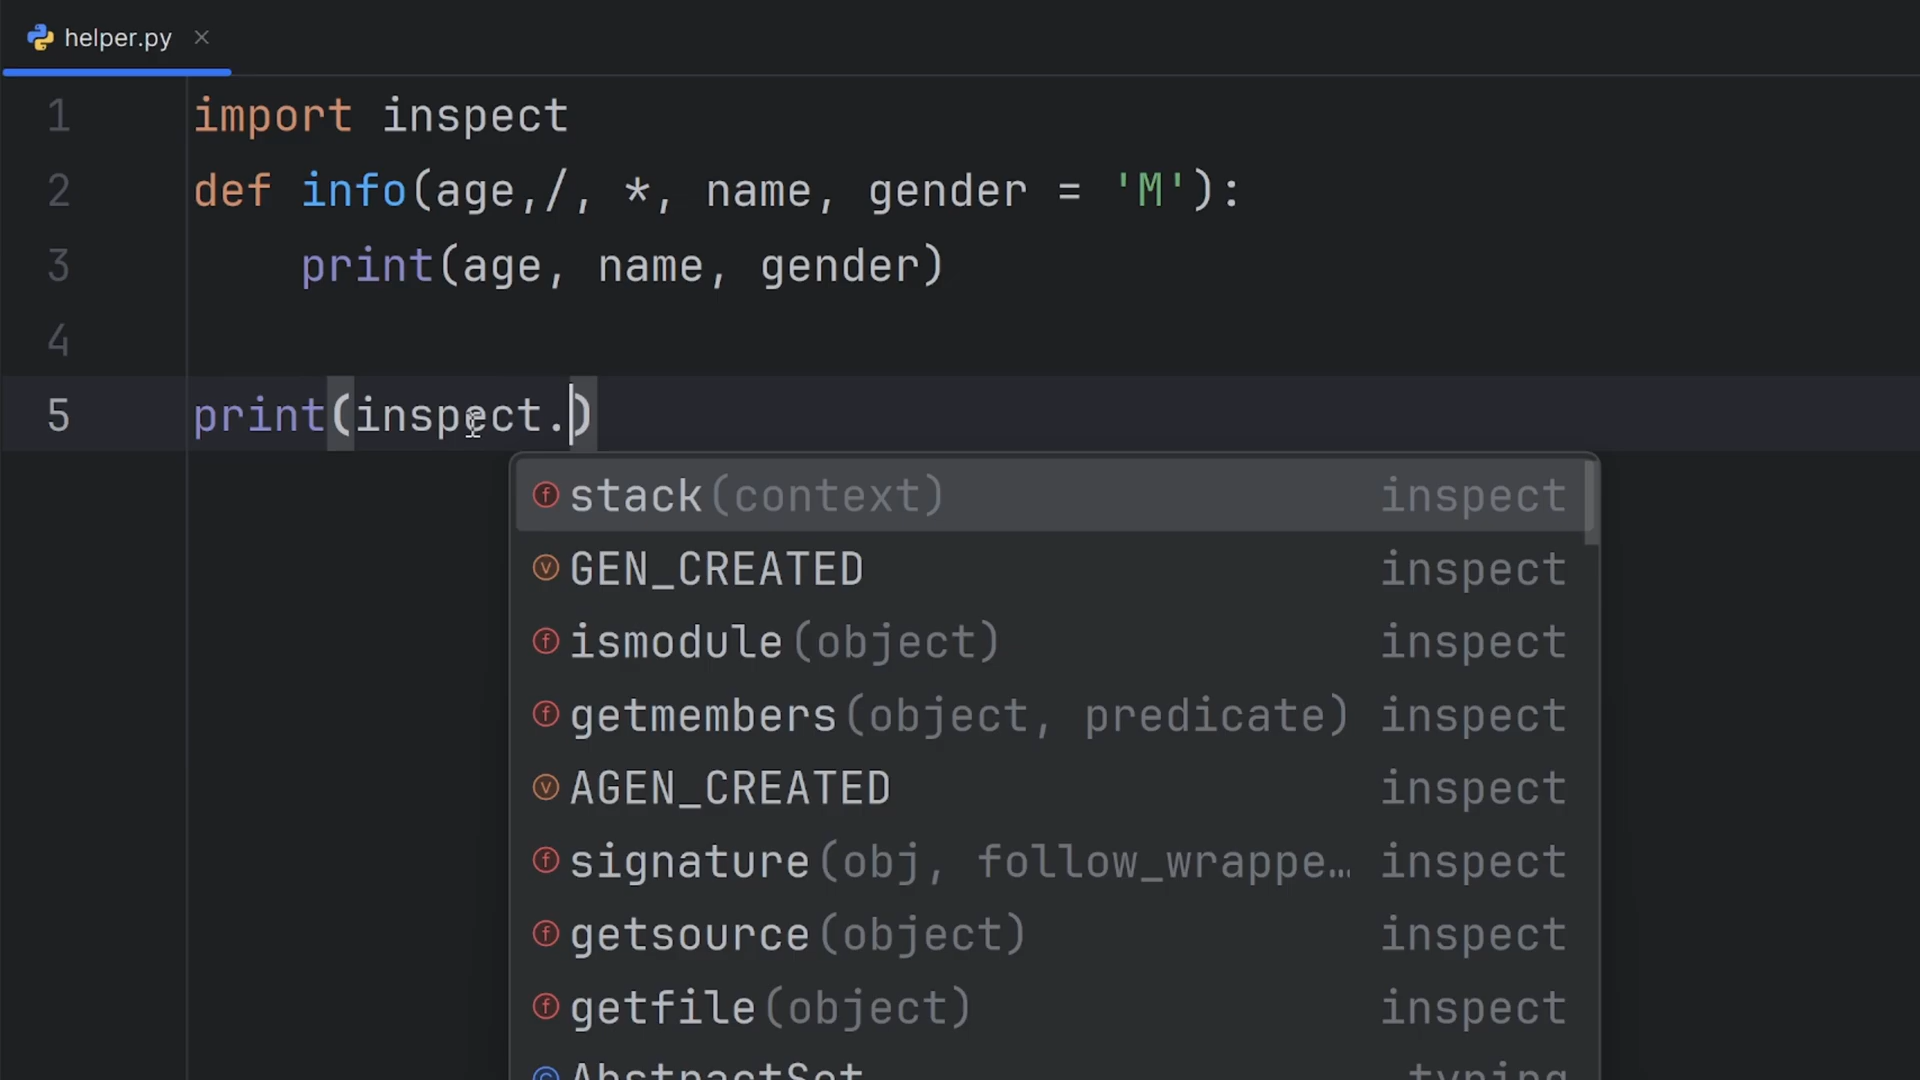 helper.py
1 import inspect
2 def info(age,/, *, name, gender = 'M'):
3 print(age, name, gender)
4
5 print(inspect.)
stack(context) inspect
GEN_CREATED inspect
ismodule(object) inspect
getmembers(object, predicate) inspect
AGEN_CREATED inspect
signature(obj, follow_wrappe… inspect
getsource(object) inspect
getfile(object) inspect
AbstractSet typing